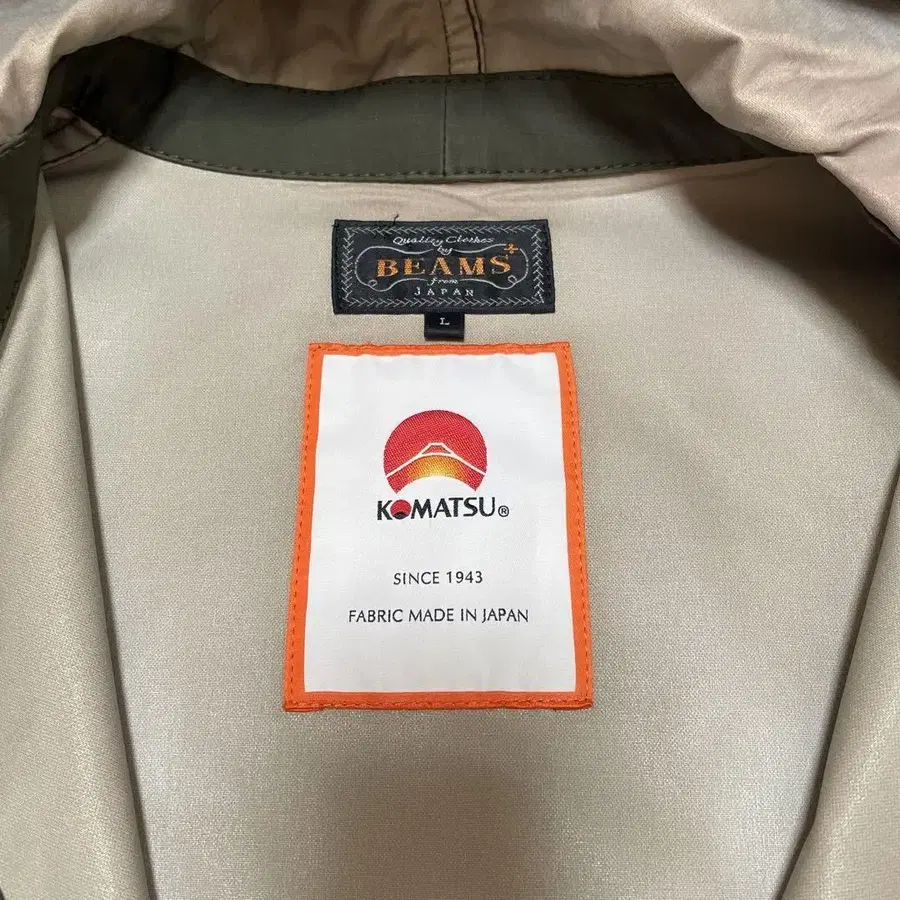 Quality Clothes
by
BEAMS+
from
JAPAN
L
KOMATSU®
SINCE 1943
FABRIC MADE IN JAPAN